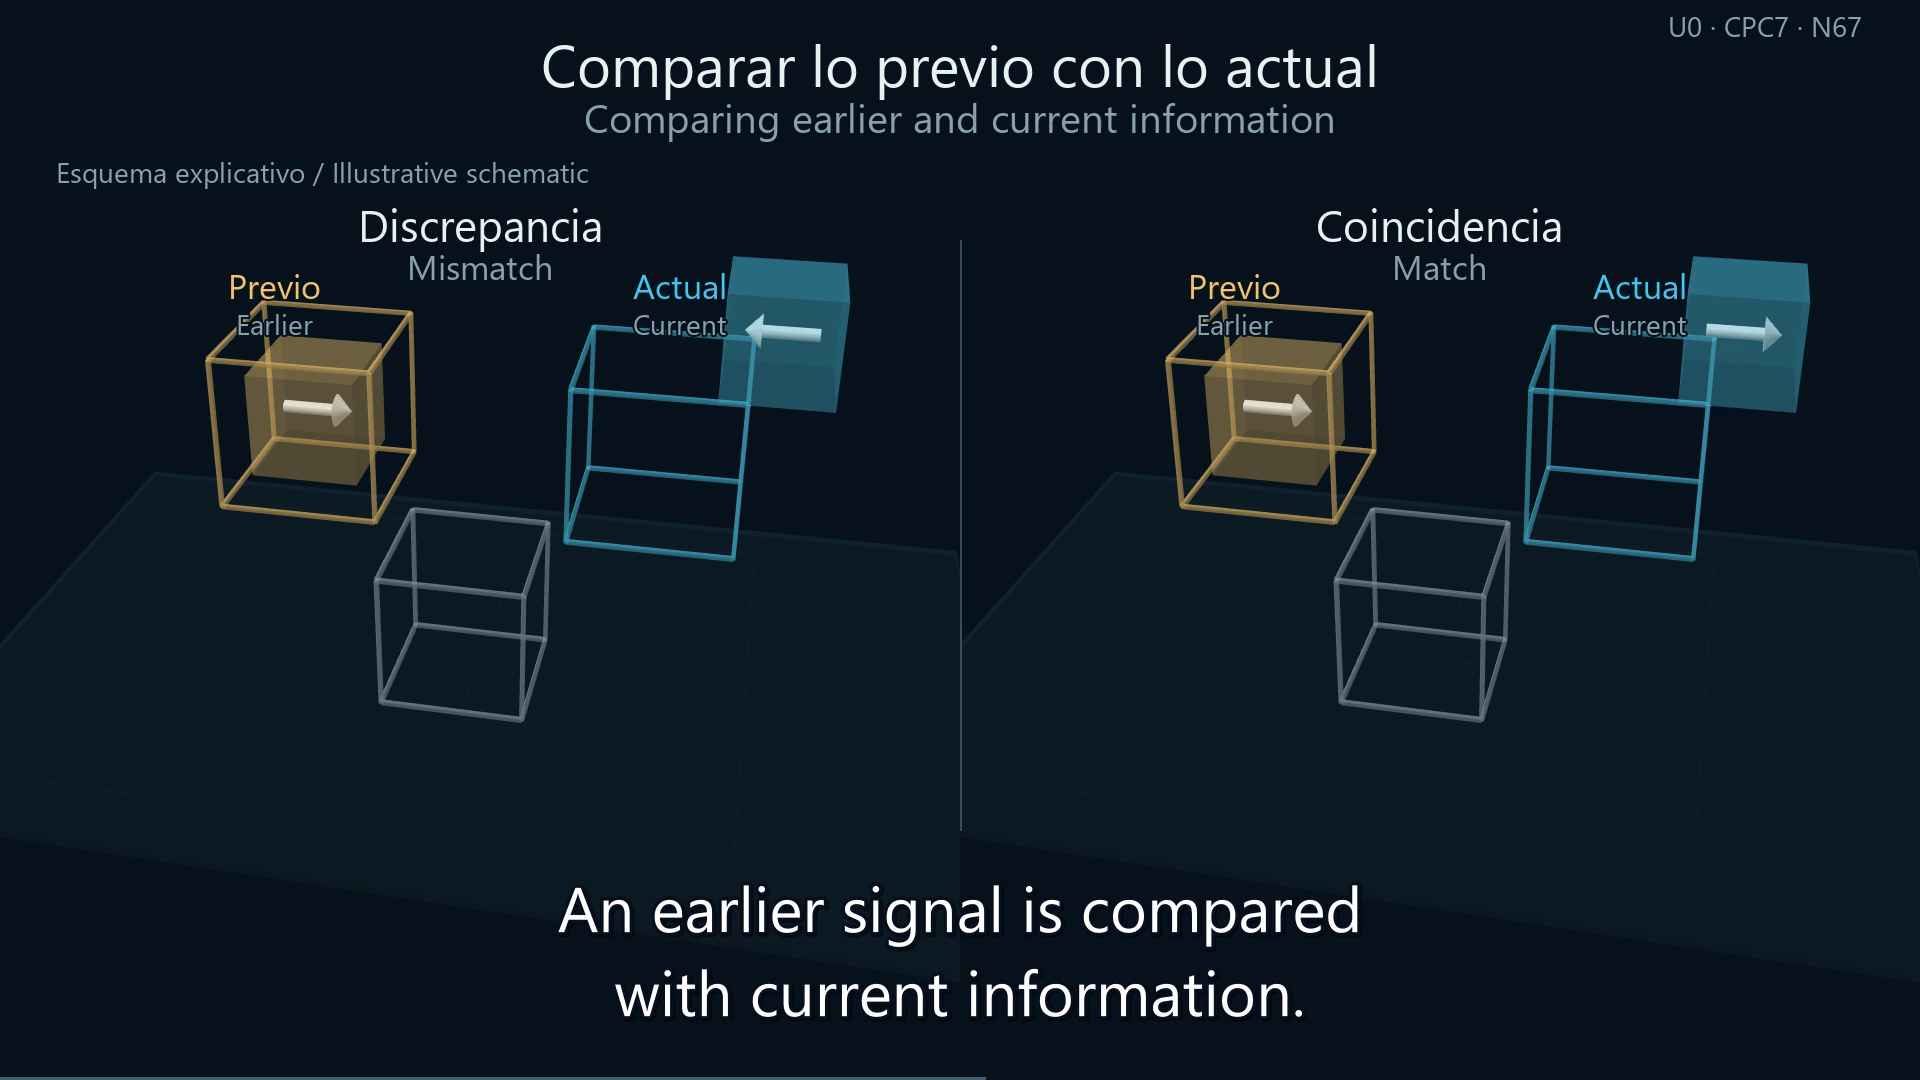 U0 · CPC7 · N67
Comparar lo previo con lo actual
Comparing earlier and current information
Esquema explicativo / Illustrative schematic
Discrepancia
Mismatch
Previo
Earlier
Actual
Current
Coincidencia
Match
Previo
Earlier
Actual
Current
An earlier signal is compared
with current information.